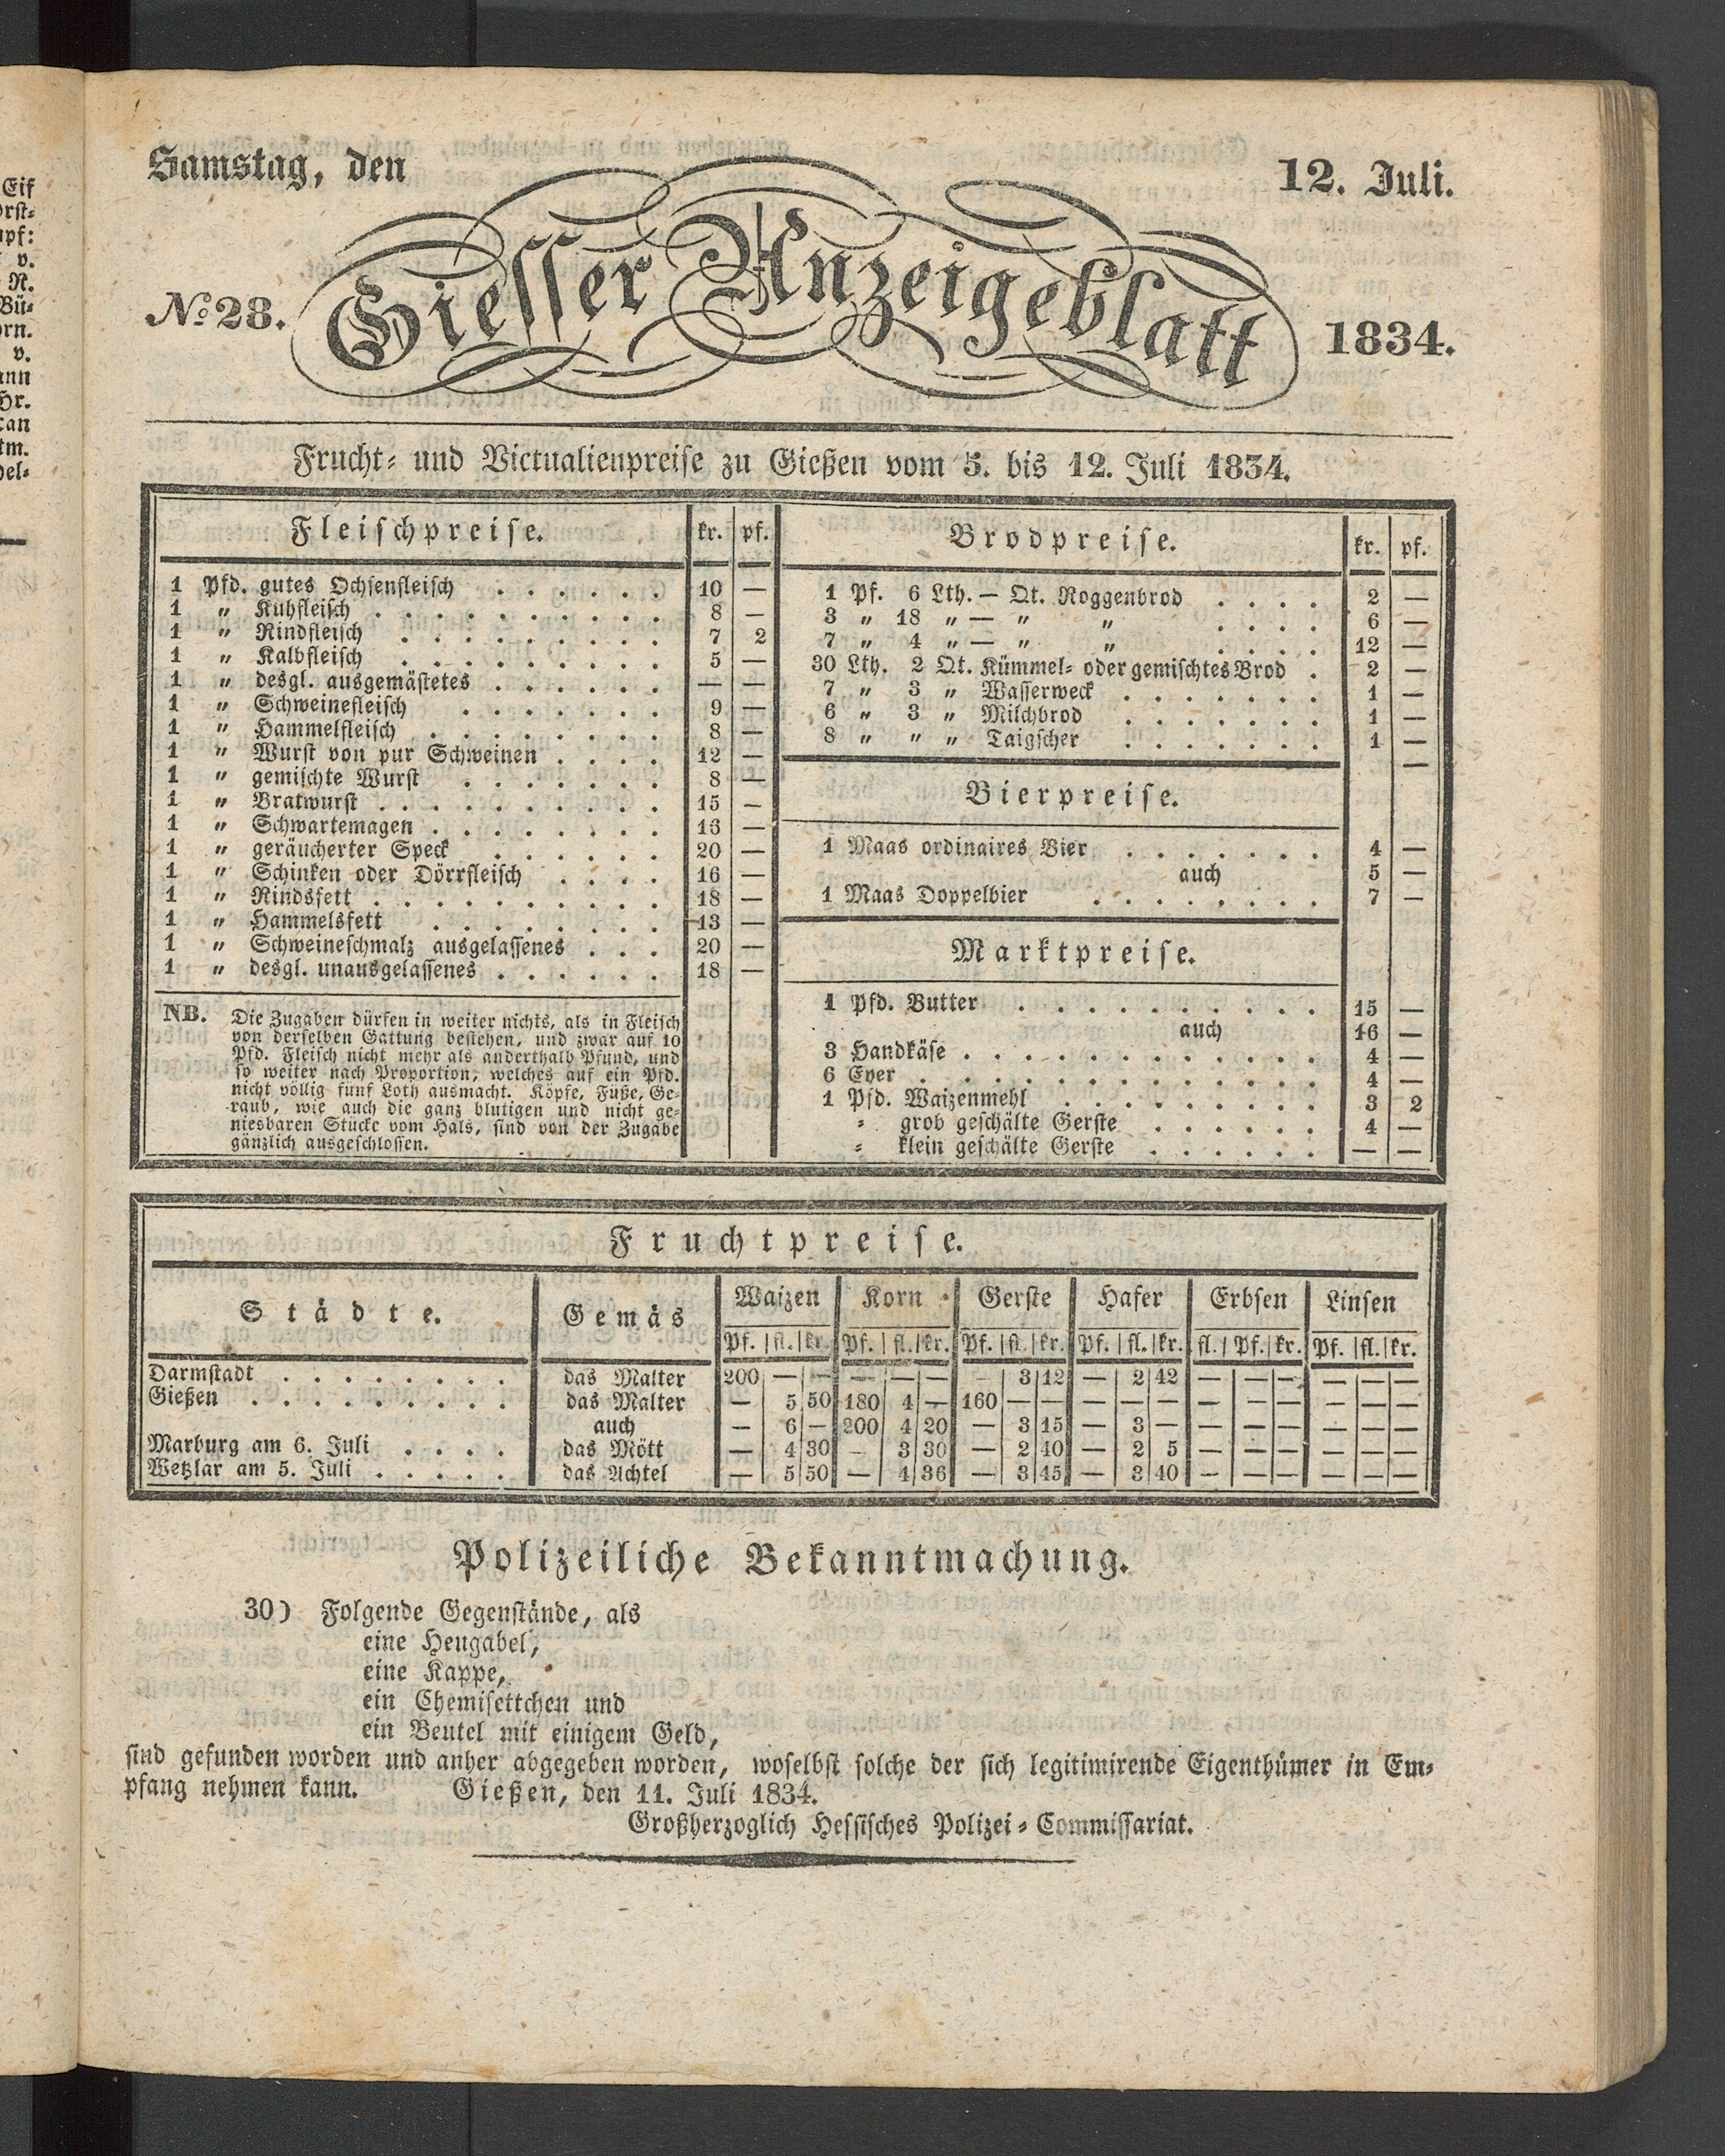 Samstag, den 12. Juli.
No. 28. Giesser Anzeigeblatt 1834.
Frucht- und Victualienpreise zu Gießen vom 5. bis 12. Juli 1834.
Fleischpreise. kr. pf.
1 Pfd. gutes Ochsenfleisch . . . . . . 10 —
1 „ Kuhfleisch . . . . . . . . . . 8 —
1 „ Rindfleisch . . . . . . . . . 7 2
1 „ Kalbfleisch . . . . . . . . . 5 —
1 „ desgl. ausgemästetes . . . . . . — —
1 „ Schweinefleisch . . . . . . . 9 —
1 „ Hammelfleisch . . . . . . . . 8 —
1 „ Wurst von pur Schweinen . . . . 12 —
1 „ gemischte Wurst . . . . . . . 8 —
1 „ Bratwurst . . . . . . . . . . 15 —
1 „ Schwartemagen . . . . . . . . 13 —
1 „ geräucherter Speck . . . . . . 20 —
1 „ Schinken oder Dörrfleisch . . . . 16 —
1 „ Rindsfett . . . . . . . . . . 18 —
1 „ Hammelsfett . . . . . . . . 13 —
1 „ Schweineschmalz ausgelassenes . . . 20 —
1 „ desgl. unausgelassenes . . . . . . 18 —
NB. Die Zugaben dürfen in weiter nichts, als in Fleisch
von derselben Gattung bestehen, und zwar auf 10
Pfd. Fleisch nicht mehr als anderthalb Pfund, und
so weiter nach Proportion, welches auf ein Pfd.
nicht völlig fünf Loth ausmacht. Köpfe, Füße, Ge-
raub, wie auch die ganz blutigen und nicht ge-
niesbaren Stücke vom Hals, sind von der Zugabe
gänzlich ausgeschlossen.
Brodpreise. kr. pf.
1 Pf. 6 Lth. — Qt. Roggenbrod . . . . 2 —
3 „ 18 „ — „ „ . . . . 6 —
7 „ 4 „ — „ „ . . . . 12 —
30 Lth. 2 Qt. Kümmel- oder gemischtes Brod . 2 —
7 „ 3 „ Wasserweck . . . . . . . 1 —
6 „ 3 „ Milchbrod . . . . . . . 1 —
8 „ „ „ Taigscher . . . . . . . 1 —
—
Bierpreise.
1 Maas ordinaires Bier . . . . . . . 4 —
auch 5 —
1 Maas Doppelbier . . . . . . . . 7 —
Marktpreise.
1 Pfd. Butter . . . . . . . . . . 15 —
auch 16 —
3 Handkäse . . . . . . . . . . . . 4 —
6 Eyer . . . . . . . . . . . . . . 4 —
1 Pfd. Waizenmehl . . . . . . . . . 3 2
- grob geschälte Gerste . . . . . . 4 —
- klein geschälte Gerste . . . . . . — —
Fruchtpreise.
Städte. Gemäs Waizen Korn Gerste Hafer Erbsen Linsen
Pf. fl. kr. Pf. fl. kr. Pf. fl. kr. Pf. fl. kr. fl. Pf. kr. Pf. fl. kr.
Darmstadt . . . . . . . . das Malter 200 — — — — — — 3 12 — 2 42 — — — — — —
Gießen . . . . . . . . . das Malter — 5 50 180 4 — 160 — — — — — — — — — — —
auch — 6 — 200 4 20 — 3 15 — 3 — — — — — — —
Marburg am 6. Juli . . . . das Mött — 4 30 — 3 30 — 2 40 — 2 5 — — — — — —
Wetzlar am 5. Juli . . . . . das Achtel — 5 50 — 4 36 — 3 45 — 3 40 — — — — — —
Polizeiliche Bekanntmachung.
30) Folgende Gegenstände, als
eine Heugabel,
eine Kappe,
ein Chemisettchen und
ein Beutel mit einigem Geld,
sind gefunden worden und anher abgegeben worden, woselbst solche der sich legitimirende Eigenthümer in Em-
pfang nehmen kann. Gießen, den 11. Juli 1834.
Großherzoglich Hessisches Polizei-Commissariat.
Eif
orst-
pf:
v.
N.
Bü-
orn.
v.
ann
Hr.
can
tm.
del-